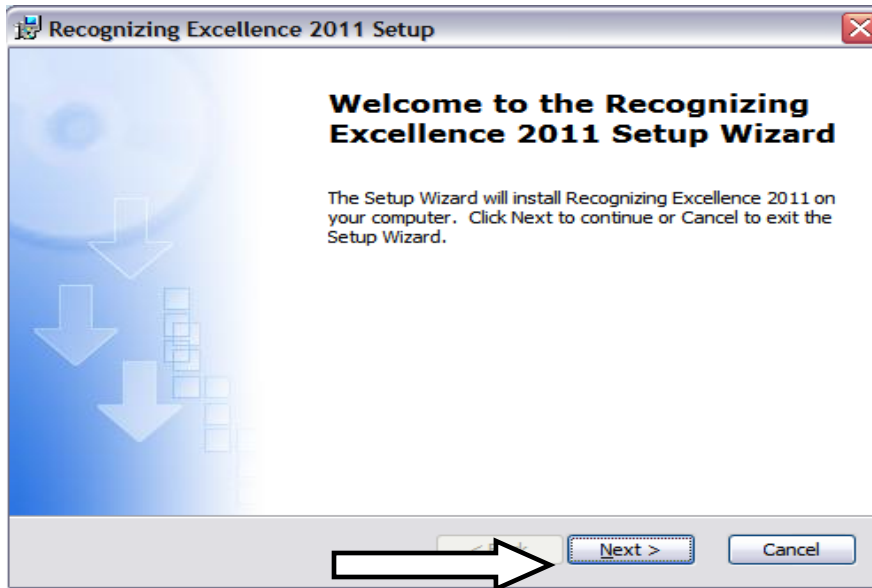 Recognizing Excellence 2011 Setup
Welcome to the Recognizing
Excellence 2011 Setup Wizard
The Setup Wizard will install Recognizing Excellence 2011 on
your computer. Click Next to continue or Cancel to exit the
Setup Wizard.
Next > Cancel